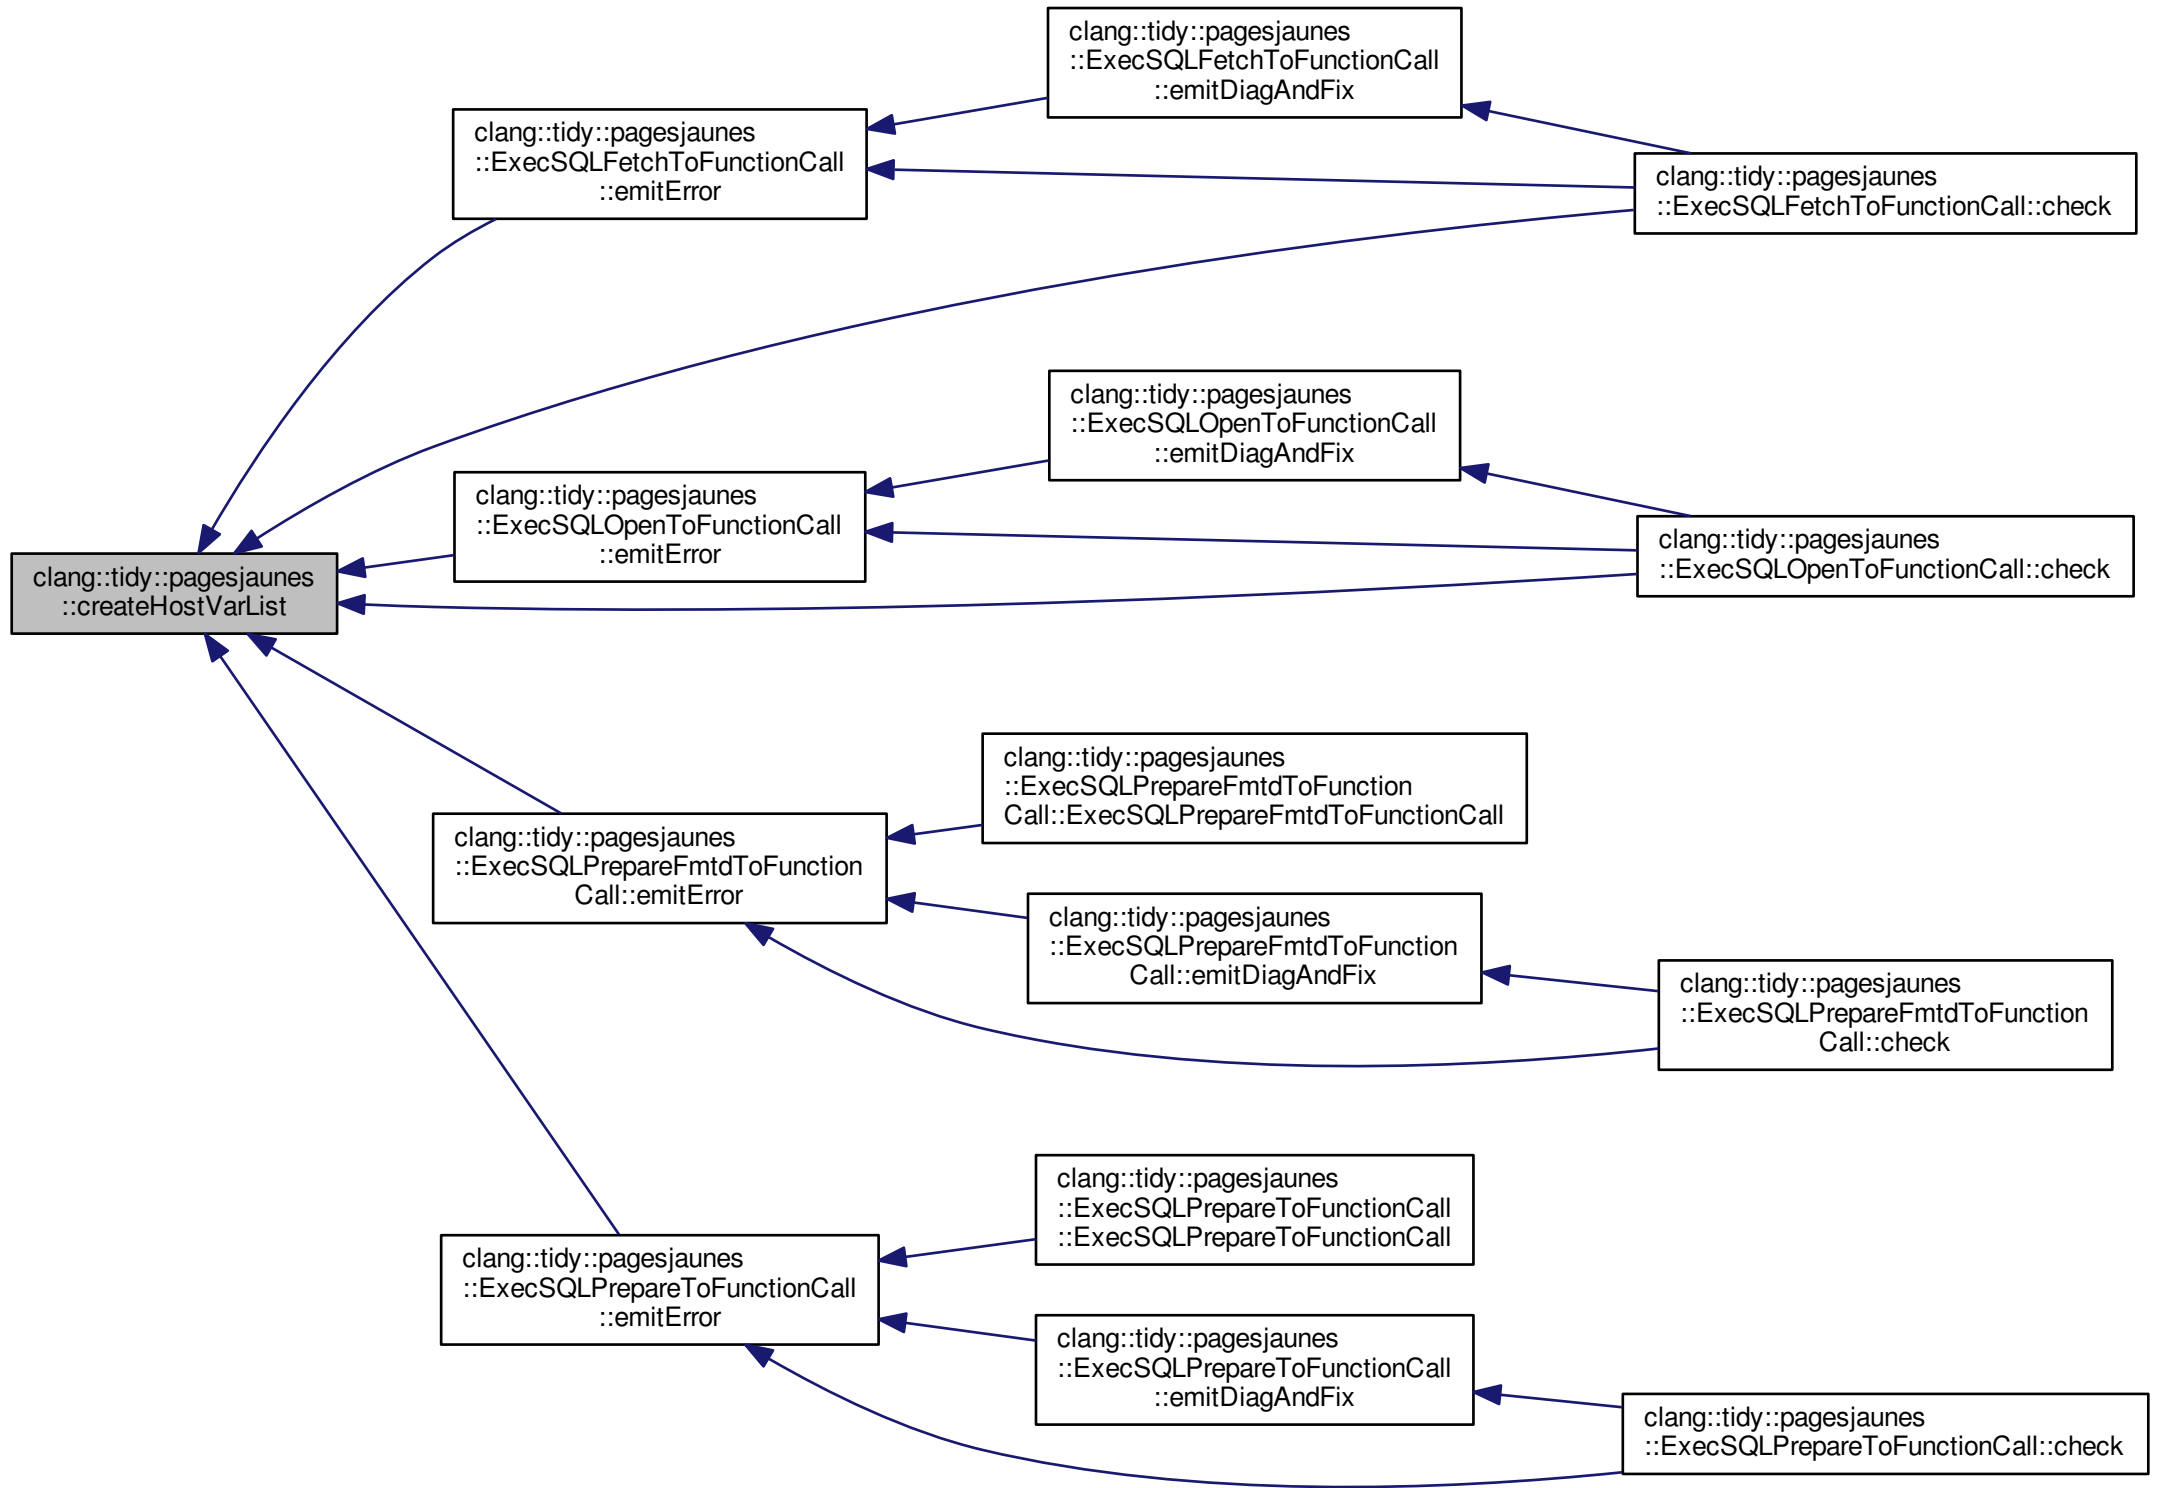 clang::tidy::pagesjaunes
::ExecSQLFetchToFunctionCall
::emitDiagAndFix
clang::tidy::pagesjaunes
::ExecSQLFetchToFunctionCall
::emitError
clang::tidy::pagesjaunes
::ExecSQLFetchToFunctionCall::check
clang::tidy::pagesjaunes
::ExecSQLOpenToFunctionCall
::emitDiagAndFix
clang::tidy::pagesjaunes
::ExecSQLOpenToFunctionCall
::emitError
clang::tidy::pagesjaunes
::ExecSQLOpenToFunctionCall::check
clang::tidy::pagesjaunes
::createHostVarList
clang::tidy::pagesjaunes
::ExecSQLPrepareFmtdToFunction
Call::ExecSQLPrepareFmtdToFunctionCall
clang::tidy::pagesjaunes
::ExecSQLPrepareFmtdToFunction
Call::emitError
clang::tidy::pagesjaunes
::ExecSQLPrepareFmtdToFunction
Call::emitDiagAndFix
clang::tidy::pagesjaunes
::ExecSQLPrepareFmtdToFunction
Call::check
clang::tidy::pagesjaunes
::ExecSQLPrepareToFunctionCall
::ExecSQLPrepareToFunctionCall
clang::tidy::pagesjaunes
::ExecSQLPrepareToFunctionCall
::emitError
clang::tidy::pagesjaunes
::ExecSQLPrepareToFunctionCall
::emitDiagAndFix
clang::tidy::pagesjaunes
::ExecSQLPrepareToFunctionCall::check